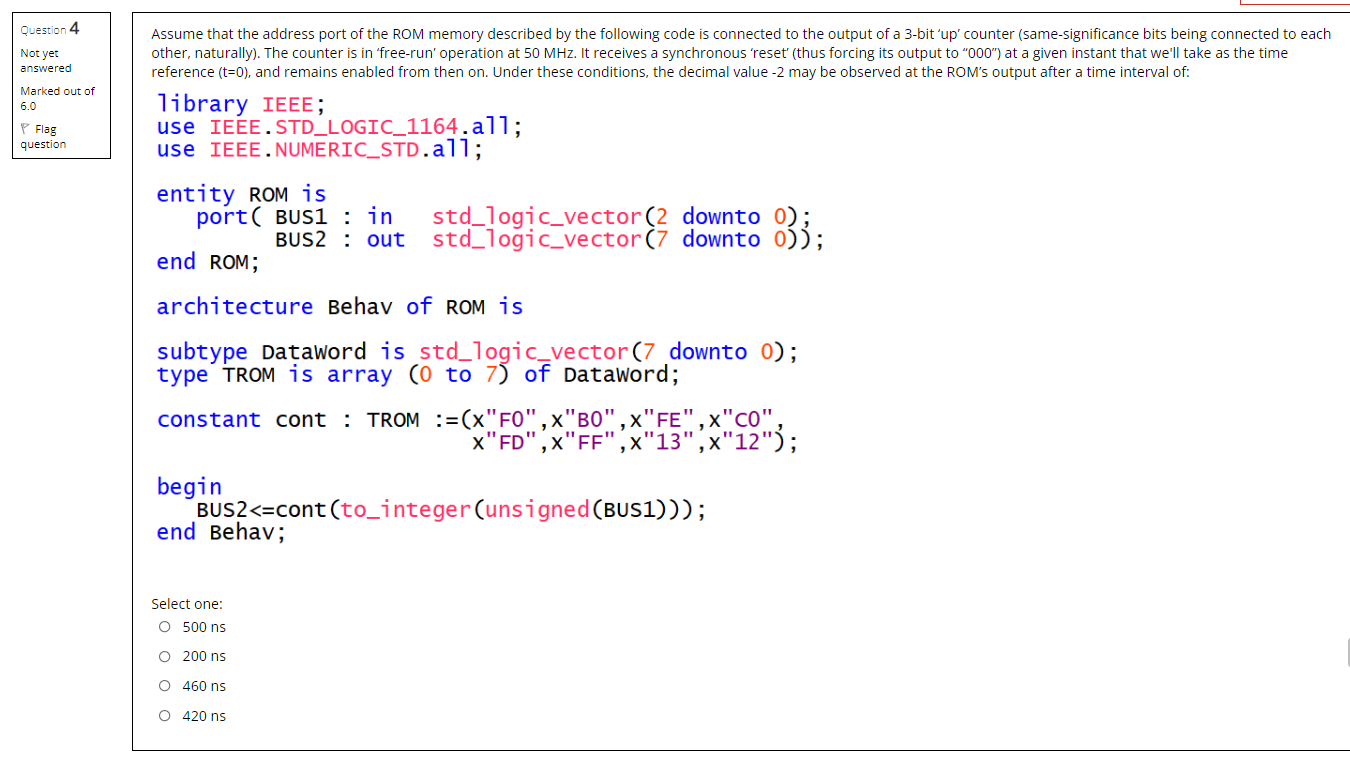 Question 4
Not yet
answered
Marked out of
6.0
Flag
question
Assume that the address port of the ROM memory described by the following code is connected to the output of a 3-bit ‘up’ counter (same-significance bits being connected to each
other, naturally). The counter is in ‘free-run’ operation at 50 MHz. It receives a synchronous ‘reset’ (thus forcing its output to “000”) at a given instant that we'll take as the time
reference (t=0), and remains enabled from then on. Under these conditions, the decimal value -2 may be observed at the ROM’s output after a time interval of:
library IEEE;
use IEEE.STD_LOGIC_1164.all;
use IEEE.NUMERIC_STD.all;
entity ROM is
port( BUS1 : in std_logic_vector(2 downto 0);
BUS2 : out std_logic_vector(7 downto 0));
end ROM;
architecture Behav of ROM is
subtype DataWord is std_logic_vector(7 downto 0);
type TROM is array (0 to 7) of DataWord;
constant cont : TROM :=(x"F0",x"B0",x"FE",x"C0",
x"FD",x"FF",x"13",x"12");
begin
BUS2<=cont(to_integer(unsigned(BUS1)));
end Behav;
Select one:
500 ns
200 ns
460 ns
420 ns